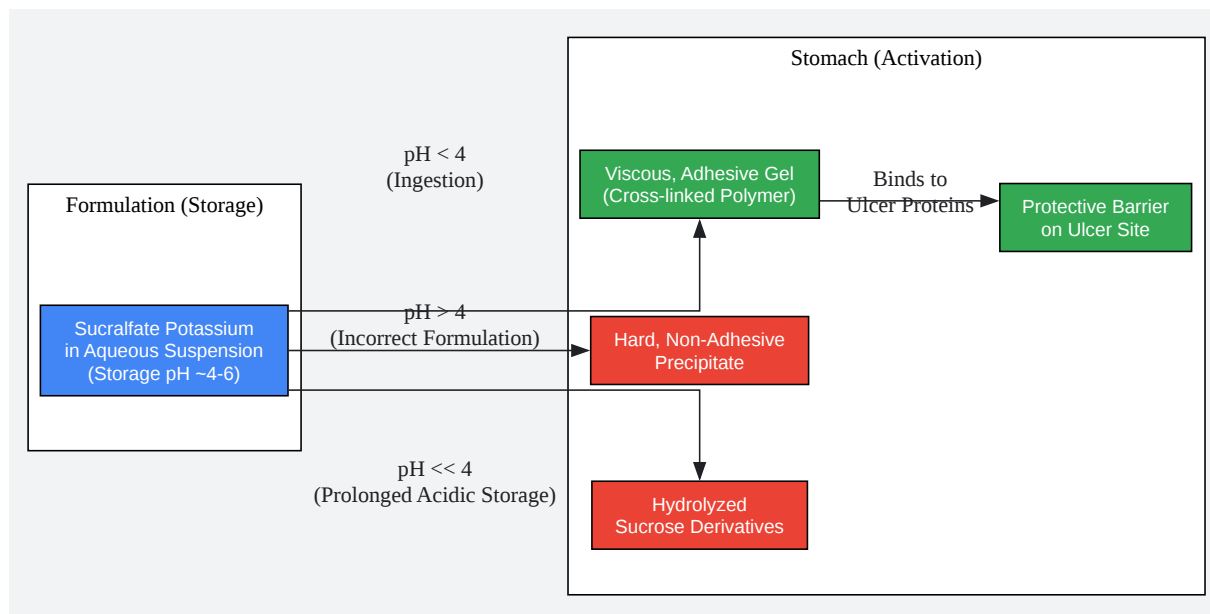 Stomach (Activation)
pH < 4
(Ingestion)
Viscous, Adhesive Gel
(Cross-linked Polymer)
Binds to
Ulcer Proteins
Protective Barrier
on Ulcer Site
Formulation (Storage)
Sucralfate Potassium
in Aqueous Suspension
(Storage pH ~4-6)
pH > 4
(Incorrect Formulation)
Hard, Non-Adhesive
Precipitate
pH << 4
(Prolonged Acidic Storage)
Hydrolyzed
Sucrose Derivatives